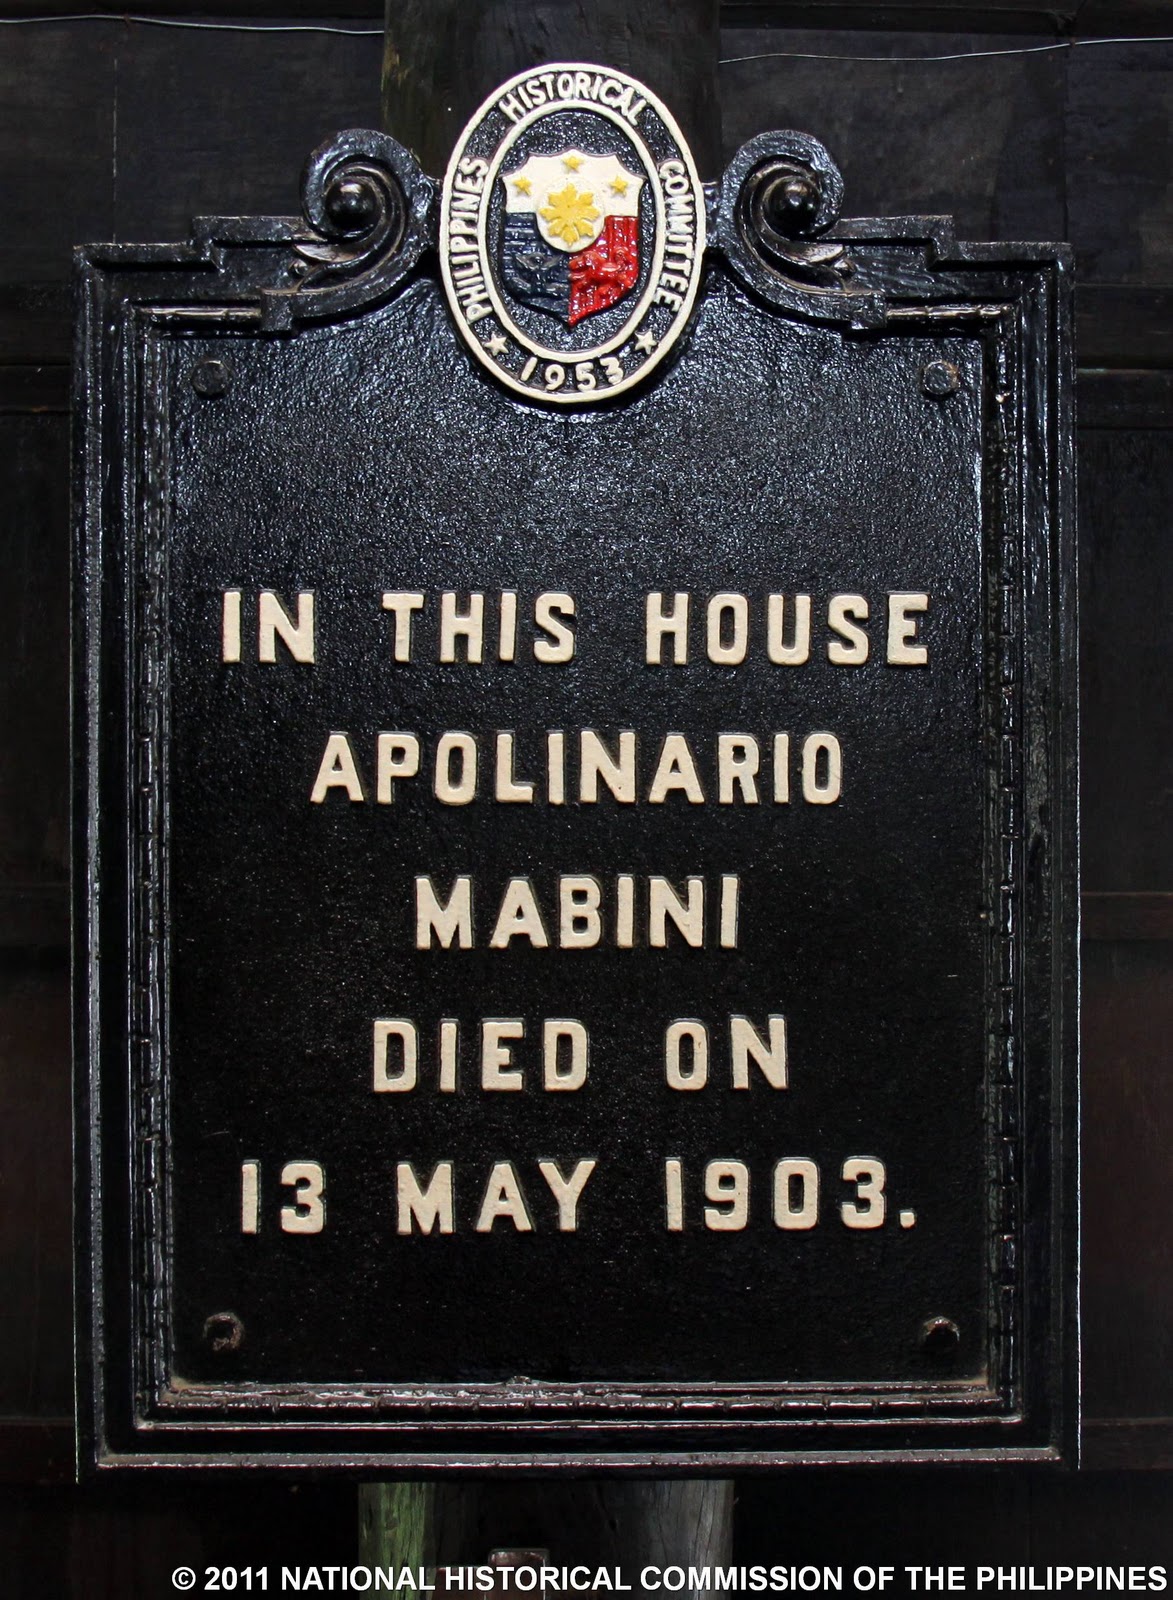 PHILIPPINES HISTORICAL COMMITTEE
1953
IN THIS HOUSE
APOLINARIO
MABINI
DIED ON
13 MAY 1903.
© 2011 NATIONAL HISTORICAL COMMISSION OF THE PHILIPPINES